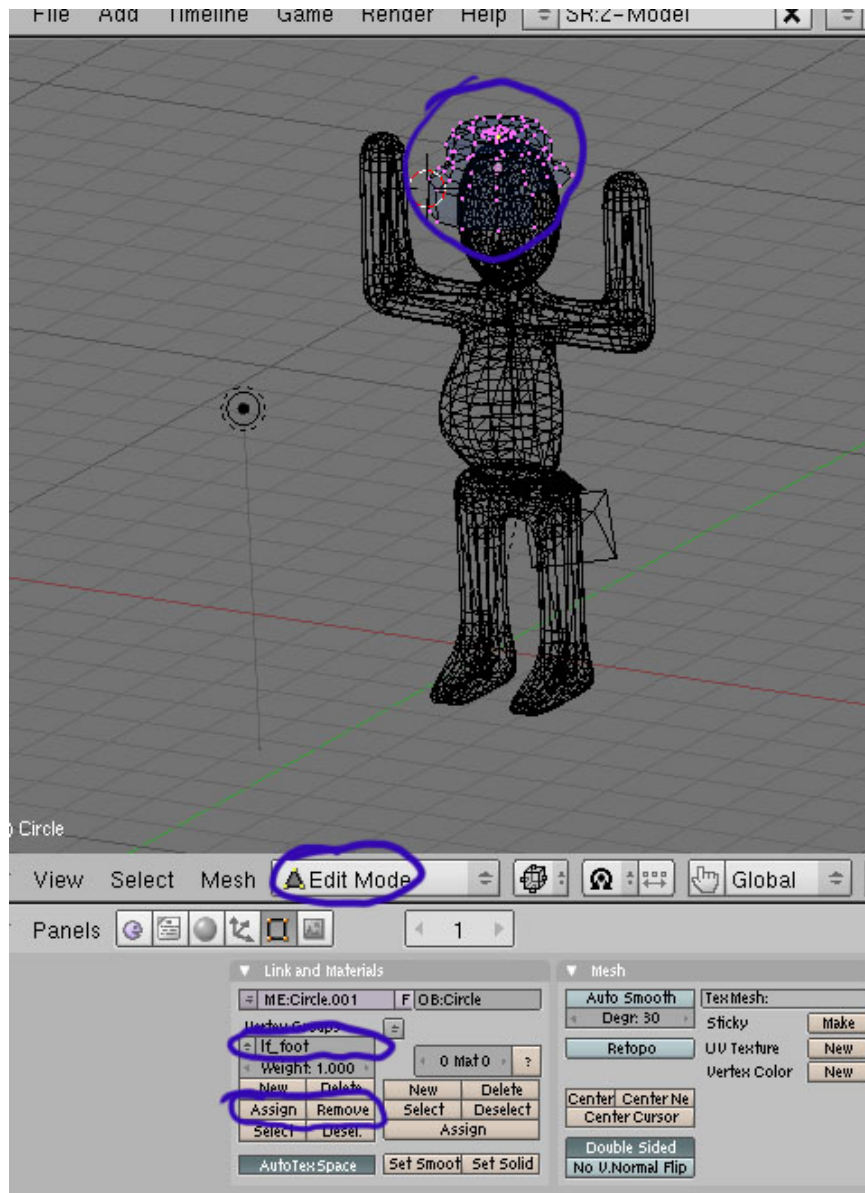 File Add Timeline Game Render Help SR:2-Model X
) Circle
View Select Mesh Edit Mode Global
Panels 1
Link and Materials
ME:Circle.001 F OB:Circle
Vertex Groups
lf_foot
Weight: 1.000
0 Mat 0 ?
New Delete New Delete
Assign Remove Select Deselect
Select Desel. Assign
AutoTexSpace Set Smoot Set Solid
Mesh
Auto Smooth TexMesh:
Degr: 30 Sticky Make
Retopo UV Texture New
Vertex Color New
Center Center Ne
Center Cursor
Double Sided
No V.Normal Flip